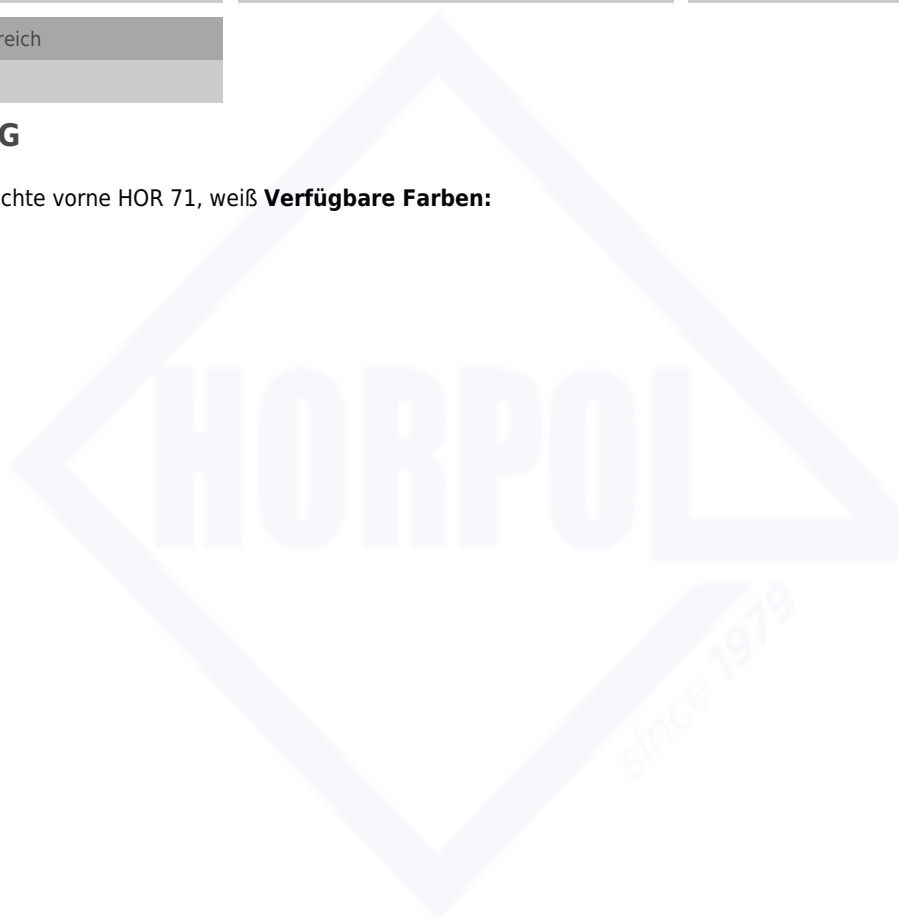 reich
G
chte vorne HOR 71, weiß Verfügbare Farben:
HORPOL
since 1979